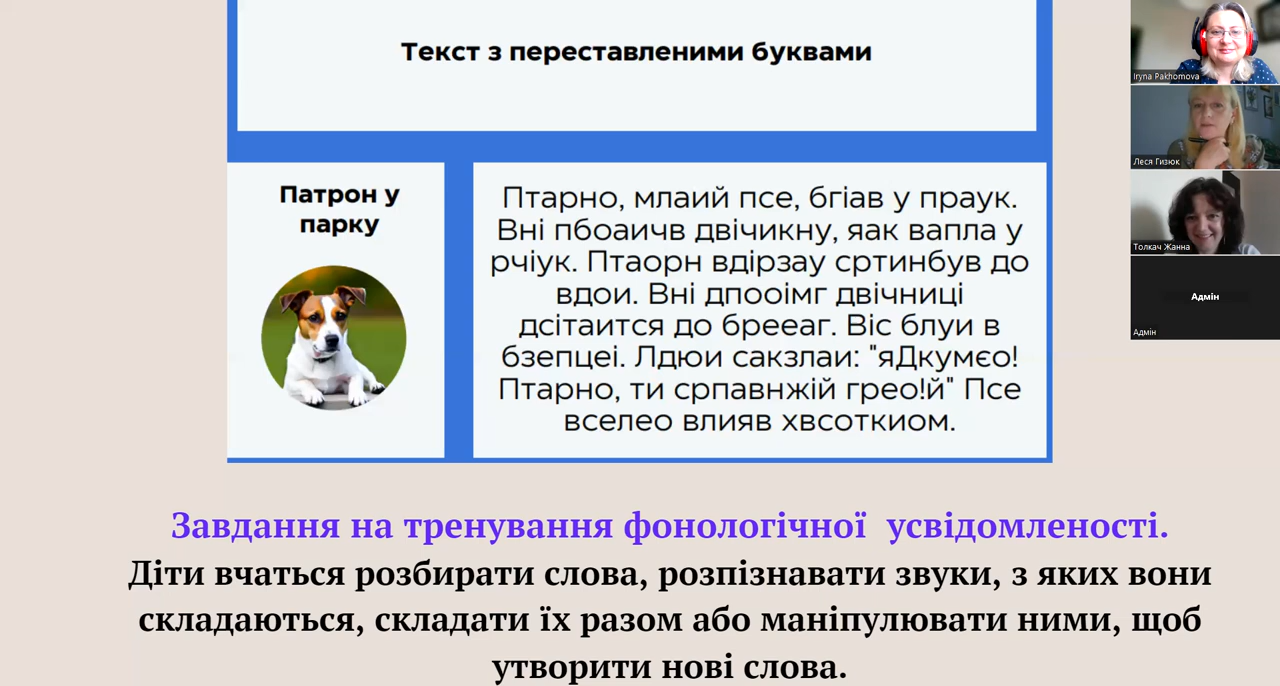 Текст з переставленими буквами
Патрон у
парку
Птарно, млаий псе, бгіав у праук.
Вні пбоаичв двічикну, яак вапла у
рчіук. Птаорн вдірзау сртинбув до
вдои. Вні дпооімг двічниці
дсітаится до брееаг. Віс блуи в
бзепцеі. Лдюи сакзлаи: "яДкумєо!
Птарно, ти српавнжій грео!й" Псе
вселео влияв хвсоткиом.
Завдання на тренування фонологічної усвідомленості.
Діти вчаться розбирати слова, розпізнавати звуки, з яких вони
складаються, складати їх разом або маніпулювати ними, щоб
утворити нові слова.
Iryna Pakhomova
Леся Гизюк
Толкач Жанна
Адмін
Адмін